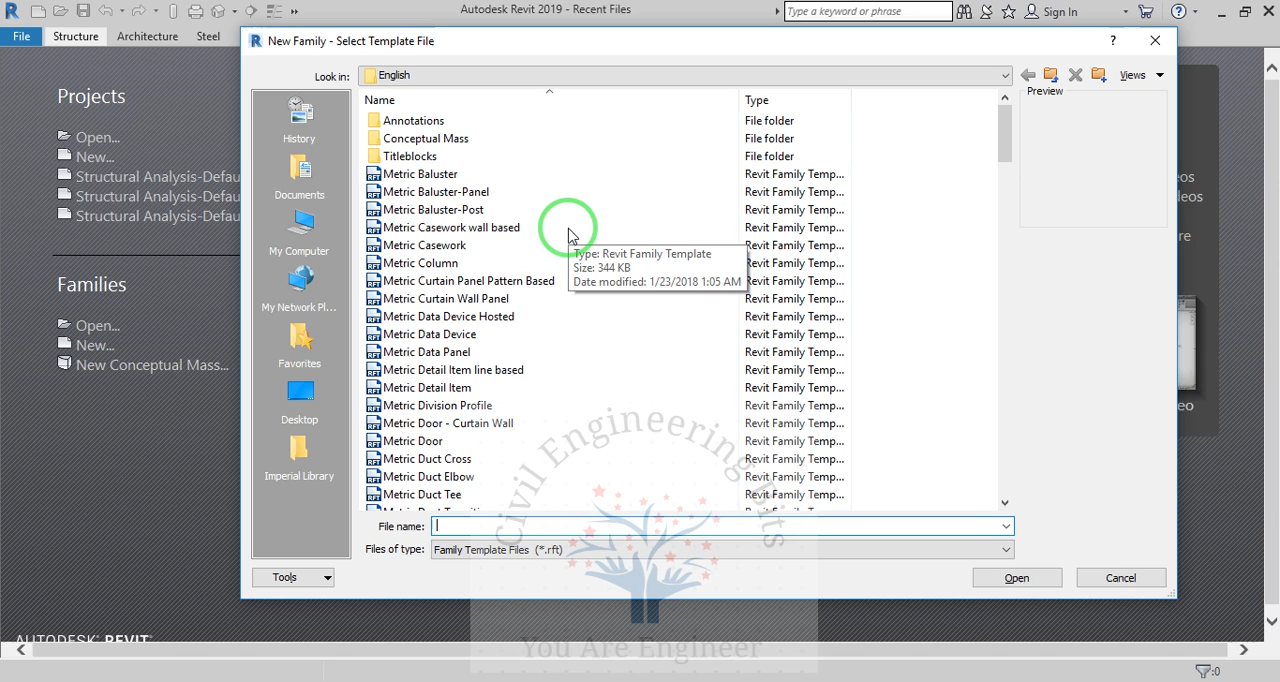 Autodesk Revit 2019 - Recent Files
Type a keyword or phrase
Sign In
File
Structure
Architecture
Steel
Projects
Open...
New...
Structural Analysis-Defau
Structural Analysis-Defau
Structural Analysis-Defau
Families
Open...
New...
New Conceptual Mass...
AUTODESK® REVIT®
New Family - Select Template File
Look in:
English
Views
Preview
History
Documents
My Computer
My Network Pl...
Favorites
Desktop
Imperial Library
Name Type
Annotations File folder
Conceptual Mass File folder
Titleblocks File folder
Metric Baluster Revit Family Temp...
Metric Baluster-Panel Revit Family Temp...
Metric Baluster-Post Revit Family Temp...
Metric Casework wall based Revit Family Temp...
Metric Casework Revit Family Temp...
Metric Column Revit Family Temp...
Metric Curtain Panel Pattern Based Revit Family Temp...
Metric Curtain Wall Panel Revit Family Temp...
Metric Data Device Hosted Revit Family Temp...
Metric Data Device Revit Family Temp...
Metric Data Panel Revit Family Temp...
Metric Detail Item line based Revit Family Temp...
Metric Detail Item Revit Family Temp...
Metric Division Profile Revit Family Temp...
Metric Door - Curtain Wall Revit Family Temp...
Metric Door Revit Family Temp...
Metric Duct Cross Revit Family Temp...
Metric Duct Elbow Revit Family Temp...
Metric Duct Tee Revit Family Temp...
Type: Revit Family Template
Size: 344 KB
Date modified: 1/23/2018 1:05 AM
File name:
Files of type: Family Template Files (*.rft)
Tools
Open
Cancel
eos
leos
re
eo
Civil Engineering Bits
You Are Engineer
:0